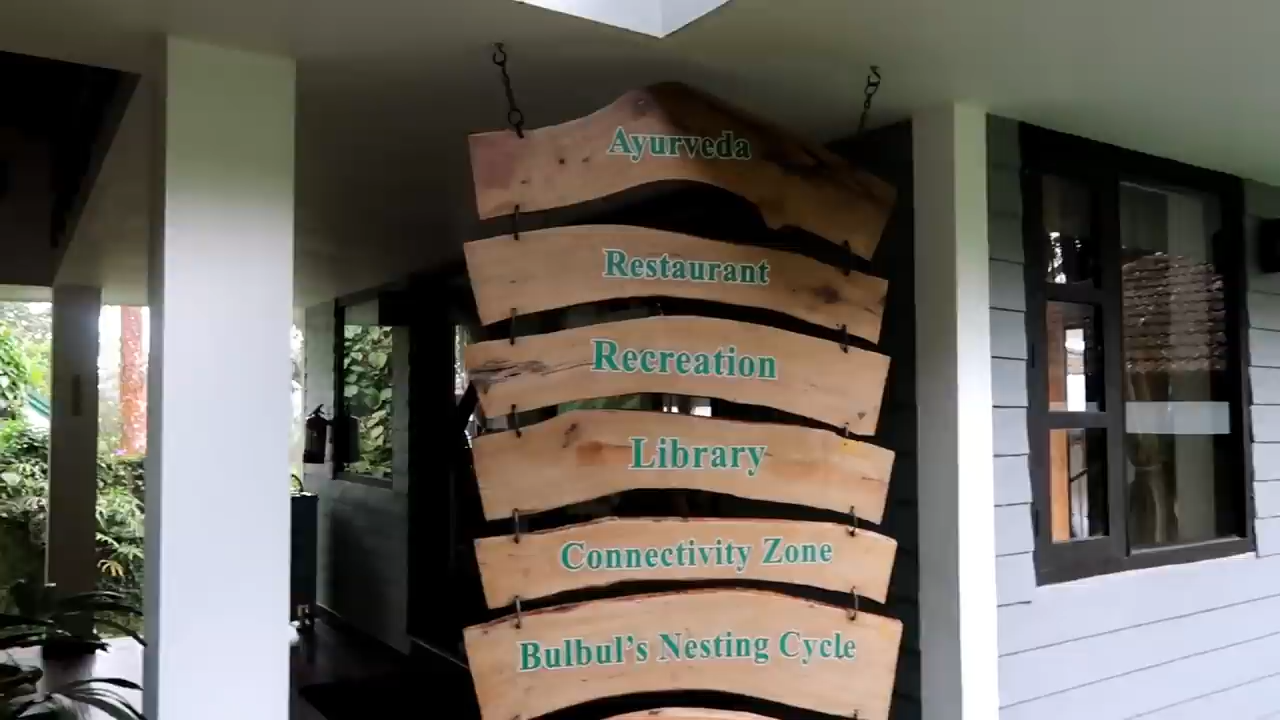 Ayurveda
Restaurant
Recreation
Library
Connectivity Zone
Bulbul's Nesting Cycle